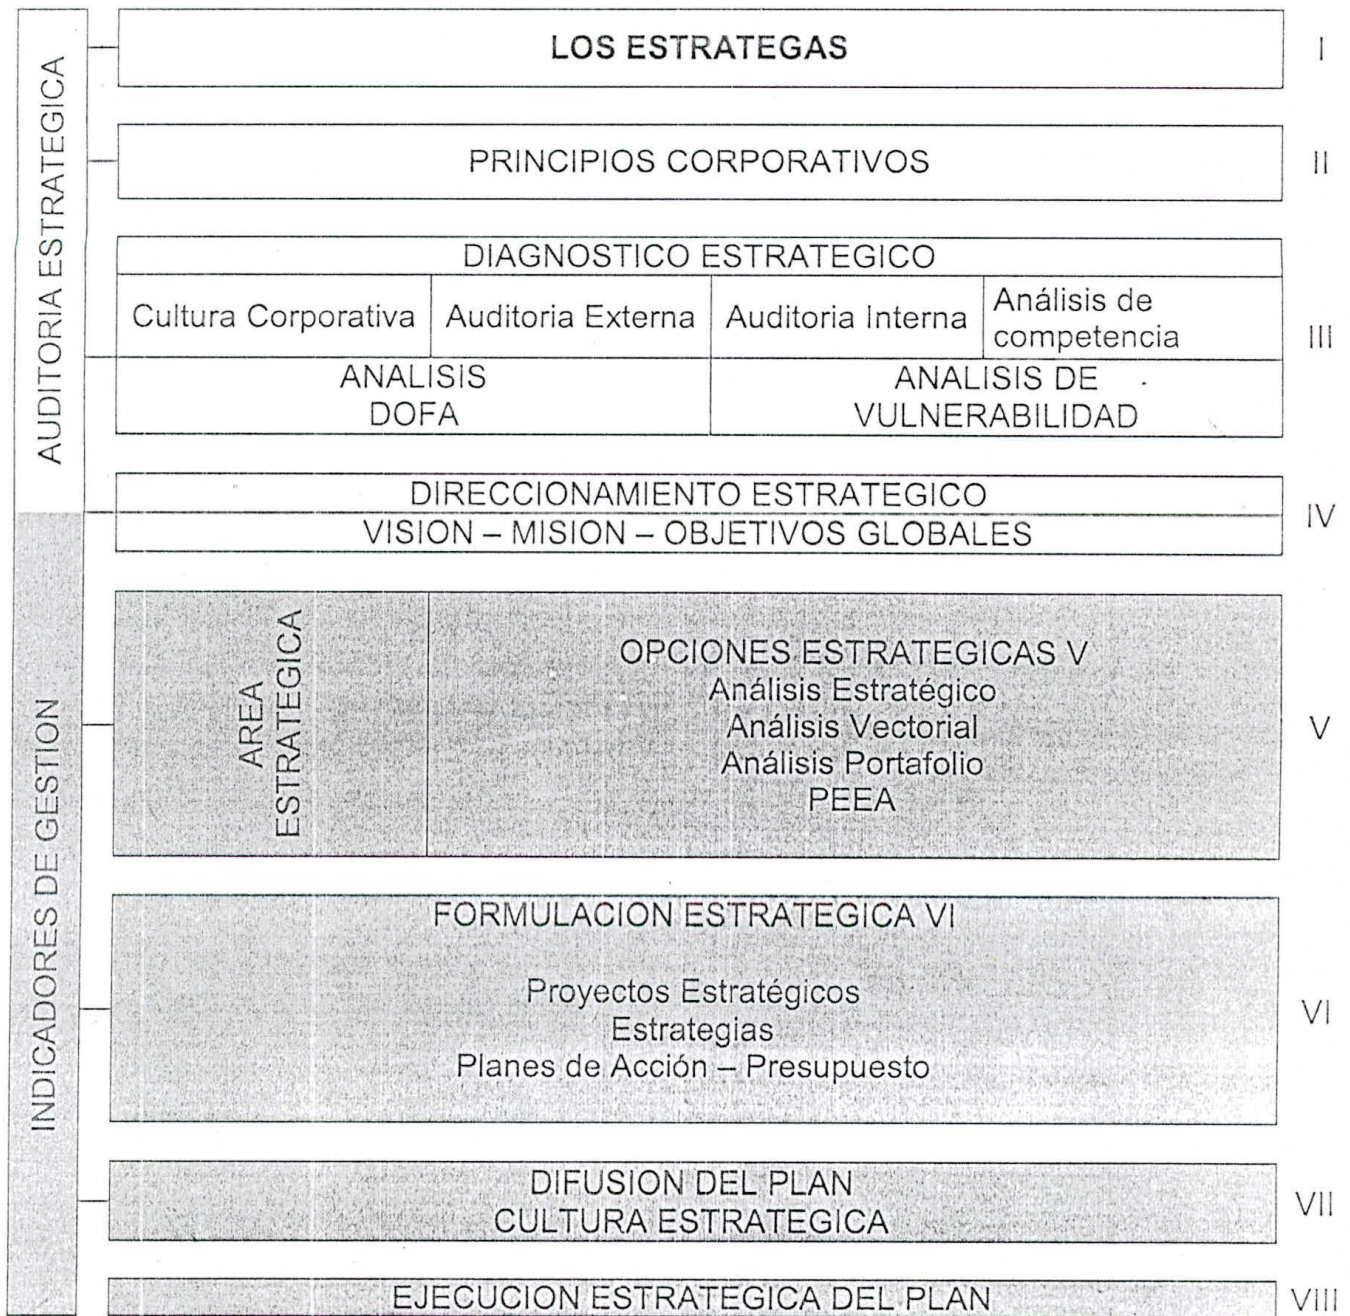 AUDITORIA ESTRATEGICA
LOS ESTRATEGAS
I
PRINCIPIOS CORPORATIVOS
II
DIAGNOSTICO ESTRATEGICO
Cultura Corporativa
Auditoria Externa
Auditoria Interna
Análisis de
competencia
III
ANALISIS
DOFA
ANALISIS DE
VULNERABILIDAD
DIRECCIONAMIENTO ESTRATEGICO
VISION – MISION – OBJETIVOS GLOBALES
IV
INDICADORES DE GESTION
AREA
ESTRATEGICA
OPCIONES ESTRATEGICAS V
Análisis Estratégico
Análisis Vectorial
Análisis Portafolio
PEEA
V
FORMULACION ESTRATEGICA VI
Proyectos Estratégicos
Estrategias
Planes de Acción – Presupuesto
VI
DIFUSION DEL PLAN
CULTURA ESTRATEGICA
VII
EJECUCION ESTRATEGICA DEL PLAN
VIII